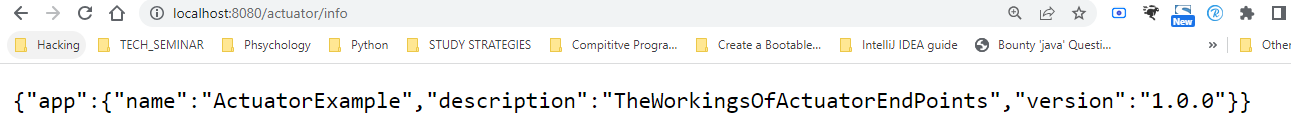 localhost:8080/actuator/info
New
Hacking TECH_SEMINAR Phsychology Python STUDY STRATEGIES Compititve Progra... Create a Bootable... IntelliJ IDEA guide Bounty 'java' Questi... » Other
{"app":{"name":"ActuatorExample","description":"TheWorkingsOfActuatorEndPoints","version":"1.0.0"}}